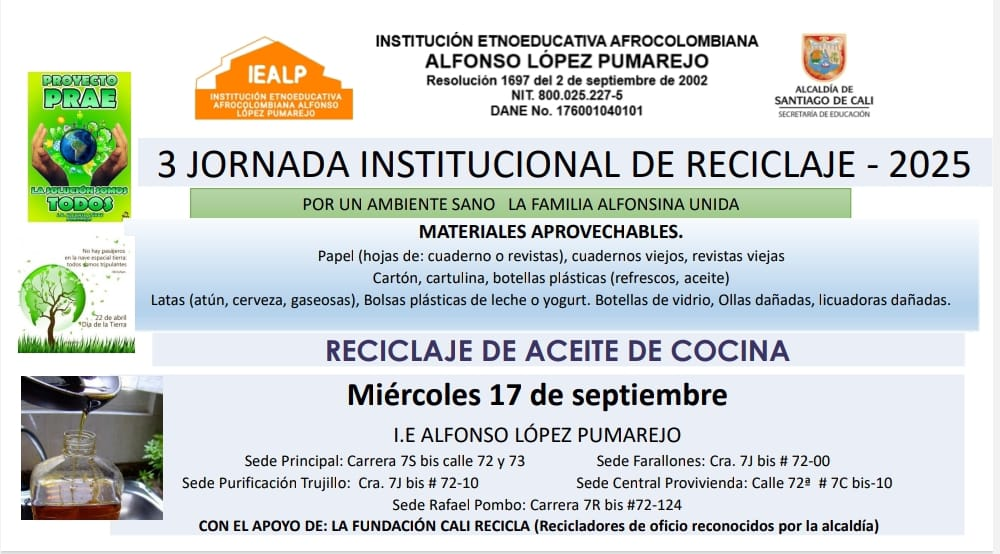 INSTITUCIÓN ETNOEDUCATIVA AFROCOLOMBIANA
ALFONSO LÓPEZ PUMAREJO
Resolución 1697 del 2 de septiembre de 2002
NIT. 800.025.227-5
DANE No. 176001040101
IEALP
INSTITUCIÓN ETNOEDUCATIVA
AFROCOLOMBIANA ALFONSO
LÓPEZ PUMAREJO
ALCALDÍA DE
SANTIAGO DE CALI
SECRETARÍA DE EDUCACIÓN
PROYECTO
PRAE
LA SOLUCIÓN SOMOS
TODOS
3 JORNADA INSTITUCIONAL DE RECICLAJE - 2025
POR UN AMBIENTE SANO LA FAMILIA ALFONSINA UNIDA
MATERIALES APROVECHABLES.
Papel (hojas de: cuaderno o revistas), cuadernos viejos, revistas viejas
Cartón, cartulina, botellas plásticas (refrescos, aceite)
Latas (atún, cerveza, gaseosas), Bolsas plásticas de leche o yogurt. Botellas de vidrio, Ollas dañadas, licuadoras dañadas.
No hay pasajeros
en la nave espacial tierra:
todos somos tripulantes
22 de abril
Día de la Tierra
RECICLAJE DE ACEITE DE COCINA
Miércoles 17 de septiembre
I.E ALFONSO LÓPEZ PUMAREJO
Sede Principal: Carrera 7S bis calle 72 y 73 Sede Farallones: Cra. 7J bis # 72-00
Sede Purificación Trujillo: Cra. 7J bis # 72-10 Sede Central Provivienda: Calle 72ª # 7C bis-10
Sede Rafael Pombo: Carrera 7R bis #72-124
CON EL APOYO DE: LA FUNDACIÓN CALI RECICLA (Recicladores de oficio reconocidos por la alcaldía)